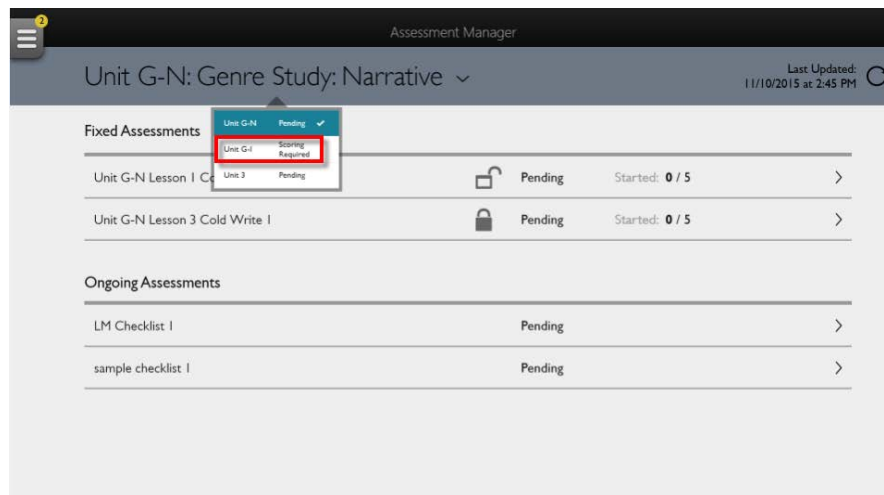 2
Assessment Manager
Unit G-N: Genre Study: Narrative
Last Updated:
11/10/2015 at 2:45 PM
Fixed Assessments
Unit G-N Pending
Unit G-I Scoring
Required
Unit 3 Pending
Unit G-N Lesson 1 Co Pending Started: 0 / 5
Unit G-N Lesson 3 Cold Write 1 Pending Started: 0 / 5
Ongoing Assessments
LM Checklist 1 Pending
sample checklist 1 Pending